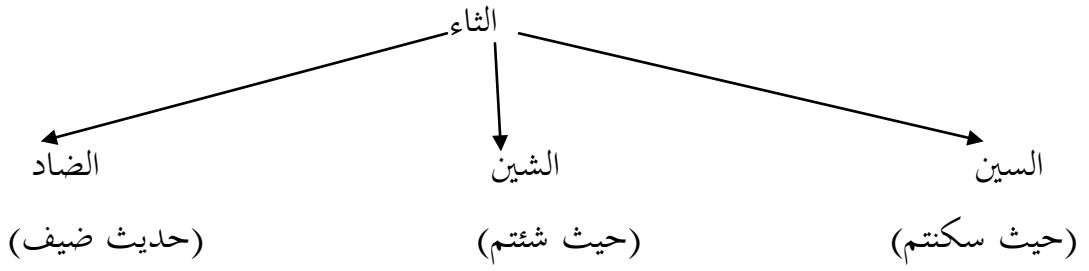 الثاء
السين الشين الضاد
(حيث سكنتم) (حيث شئتم) (حديث ضيف)